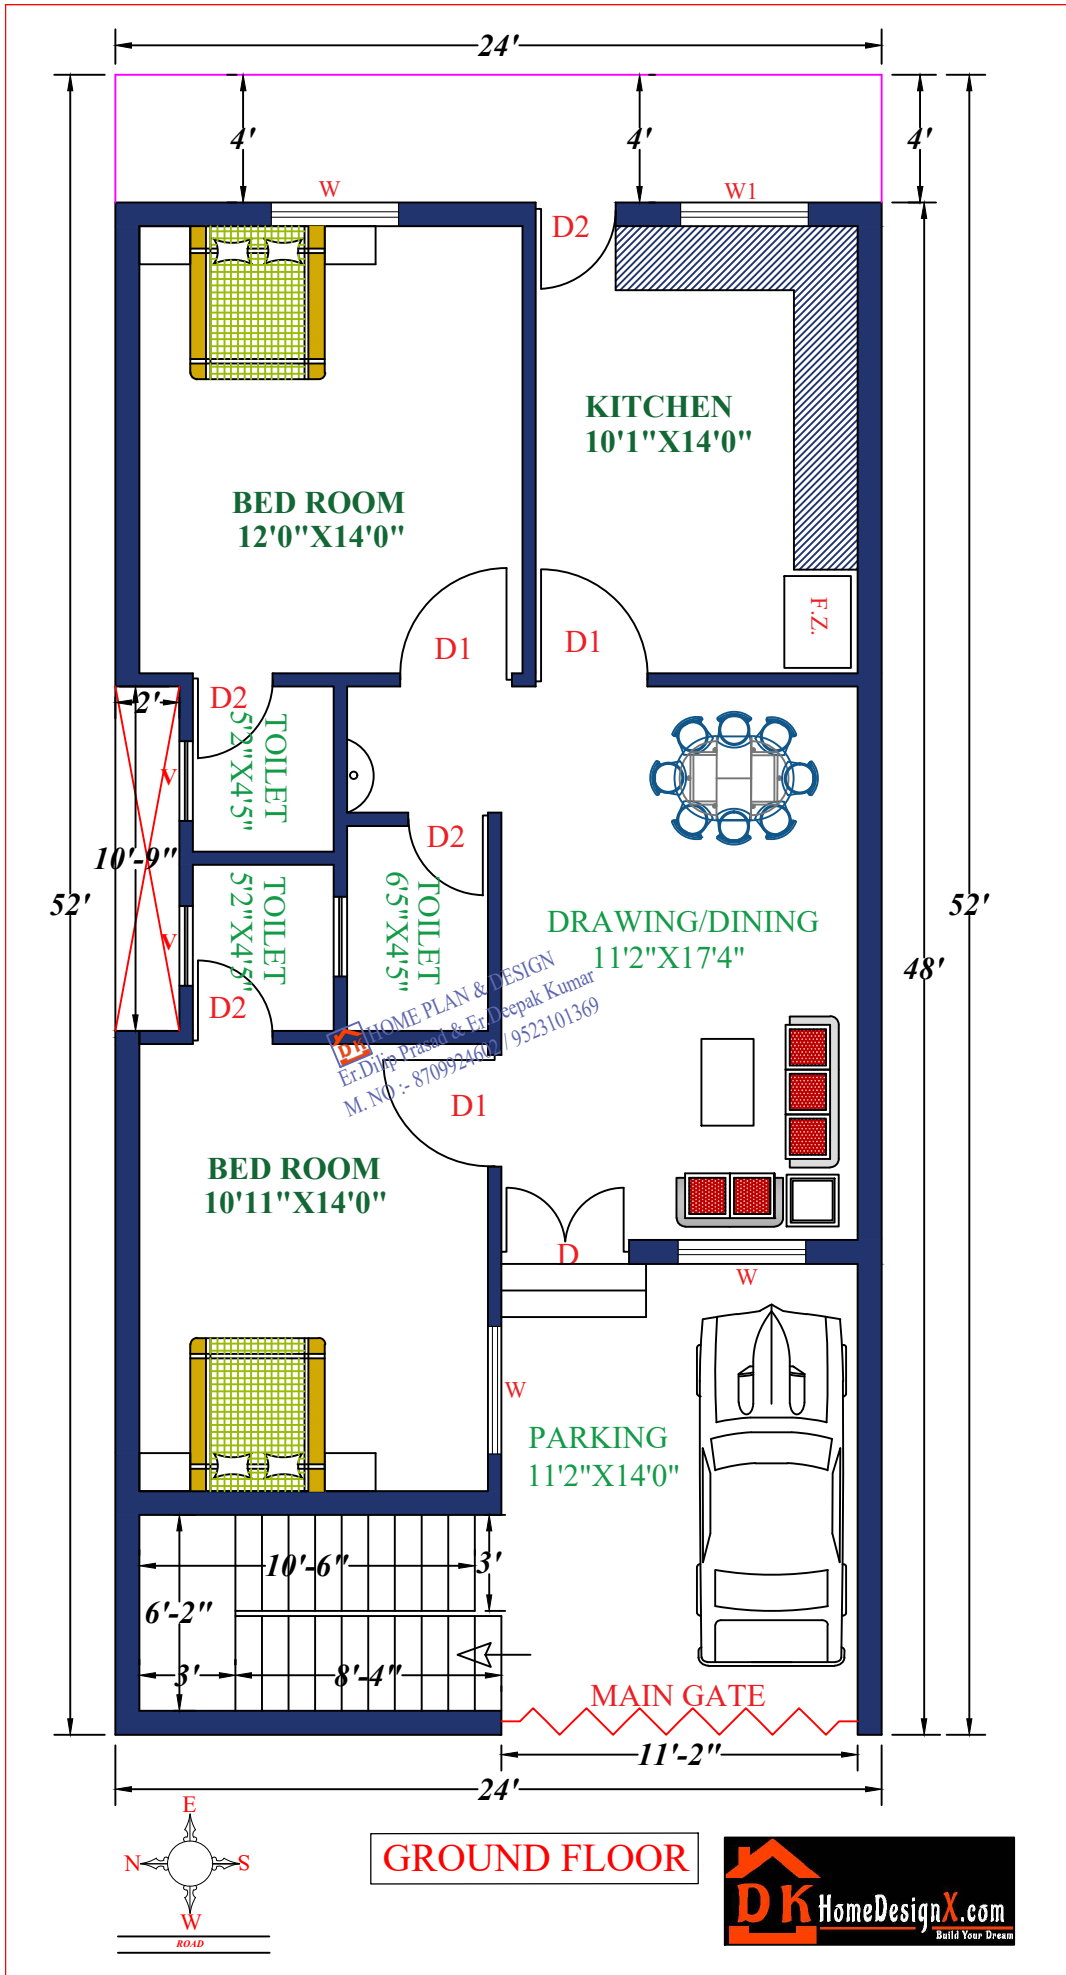 24'
4'
4'
4'
W
W1
D2
KITCHEN
10'1"X14'0"
BED ROOM
12'0"X14'0"
F.Z.
D1
D1
2'
D2
TOILET
5'2"X4'5"
V
D2
10'-9"
TOILET
5'2"X4'5"
V
TOILET
6'5"X4'5"
52'
DRAWING/DINING
11'2"X17'4"
52'
48'
D2
HOME PLAN & DESIGN
DK
Er.Dilip Prasad & Er.Deepak Kumar
M. NO :- 8709924602 / 9523101369
D1
BED ROOM
10'11"X14'0"
D
W
W
PARKING
11'2"X14'0"
10'-6"
3'
6'-2"
3'
8'-4"
MAIN GATE
11'-2"
24'
E
N
S
W
ROAD
GROUND FLOOR
DK HomeDesignX.com
Build Your Dream